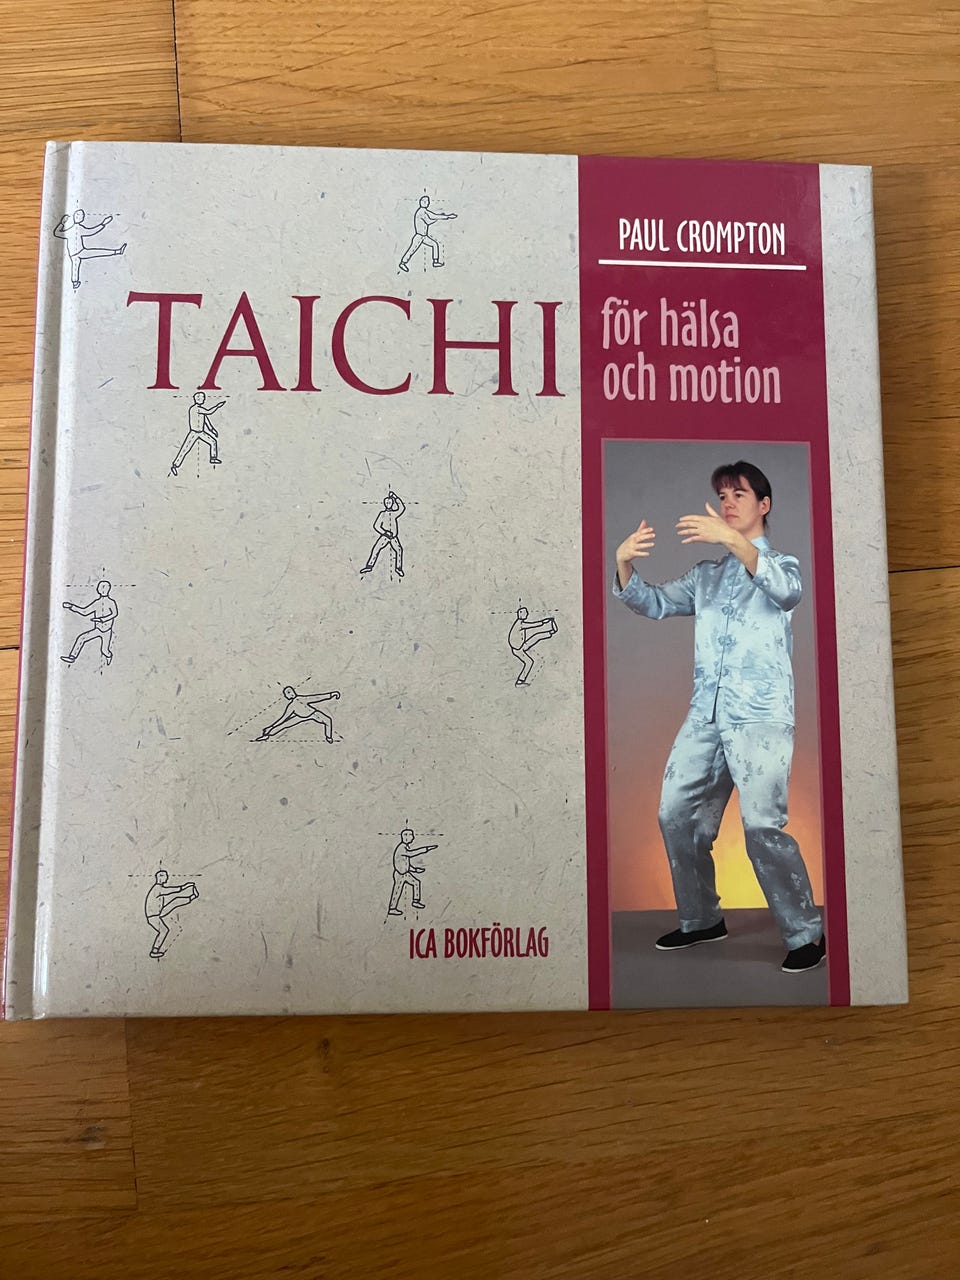 TAICHI
PAUL CROMPTON
för hälsa
och motion
ICA BOKFÖRLAG